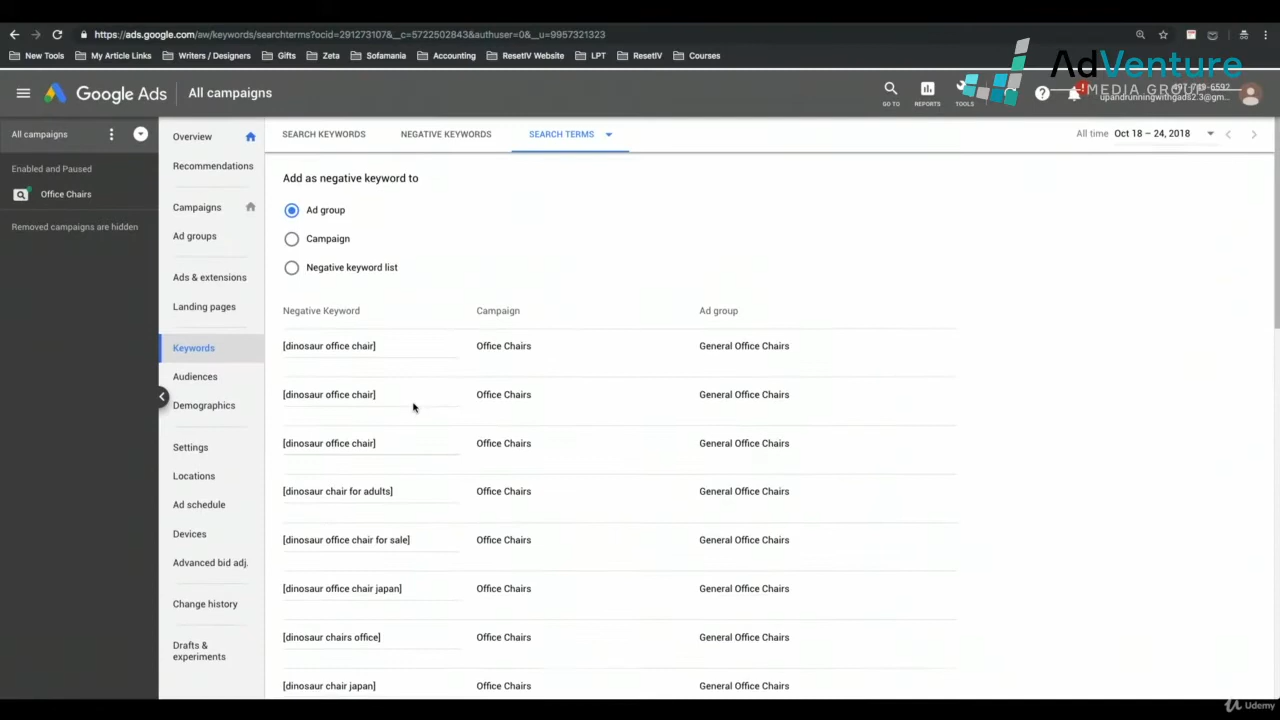 https://ads.google.com/aw/keywords/searchterms?ocid=291273107&__c=5722502843&authuser=0&__u=9957321323
New Tools
My Article Links
Writers / Designers
Gifts
Zeta
Sofamania
Accounting
ResetIV Website
LPT
ResetIV
Courses
AdVenture
MEDIA GROUP
Google Ads
All campaigns
GO TO
REPORTS
TOOLS
upandrunningwithgads2.3@gm...
All campaigns
Enabled and Paused
Office Chairs
Removed campaigns are hidden
Overview
Recommendations
Campaigns
Ad groups
Ads & extensions
Landing pages
Keywords
Audiences
Demographics
Settings
Locations
Ad schedule
Devices
Advanced bid adj.
Change history
Drafts &
experiments
SEARCH KEYWORDS
NEGATIVE KEYWORDS
SEARCH TERMS
All time Oct 18 – 24, 2018
Add as negative keyword to
Ad group
Campaign
Negative keyword list
Negative Keyword Campaign Ad group
[dinosaur office chair] Office Chairs General Office Chairs
[dinosaur office chair] Office Chairs General Office Chairs
[dinosaur office chair] Office Chairs General Office Chairs
[dinosaur chair for adults] Office Chairs General Office Chairs
[dinosaur office chair for sale] Office Chairs General Office Chairs
[dinosaur office chair japan] Office Chairs General Office Chairs
[dinosaur chairs office] Office Chairs General Office Chairs
[dinosaur chair japan] Office Chairs General Office Chairs
Udemy